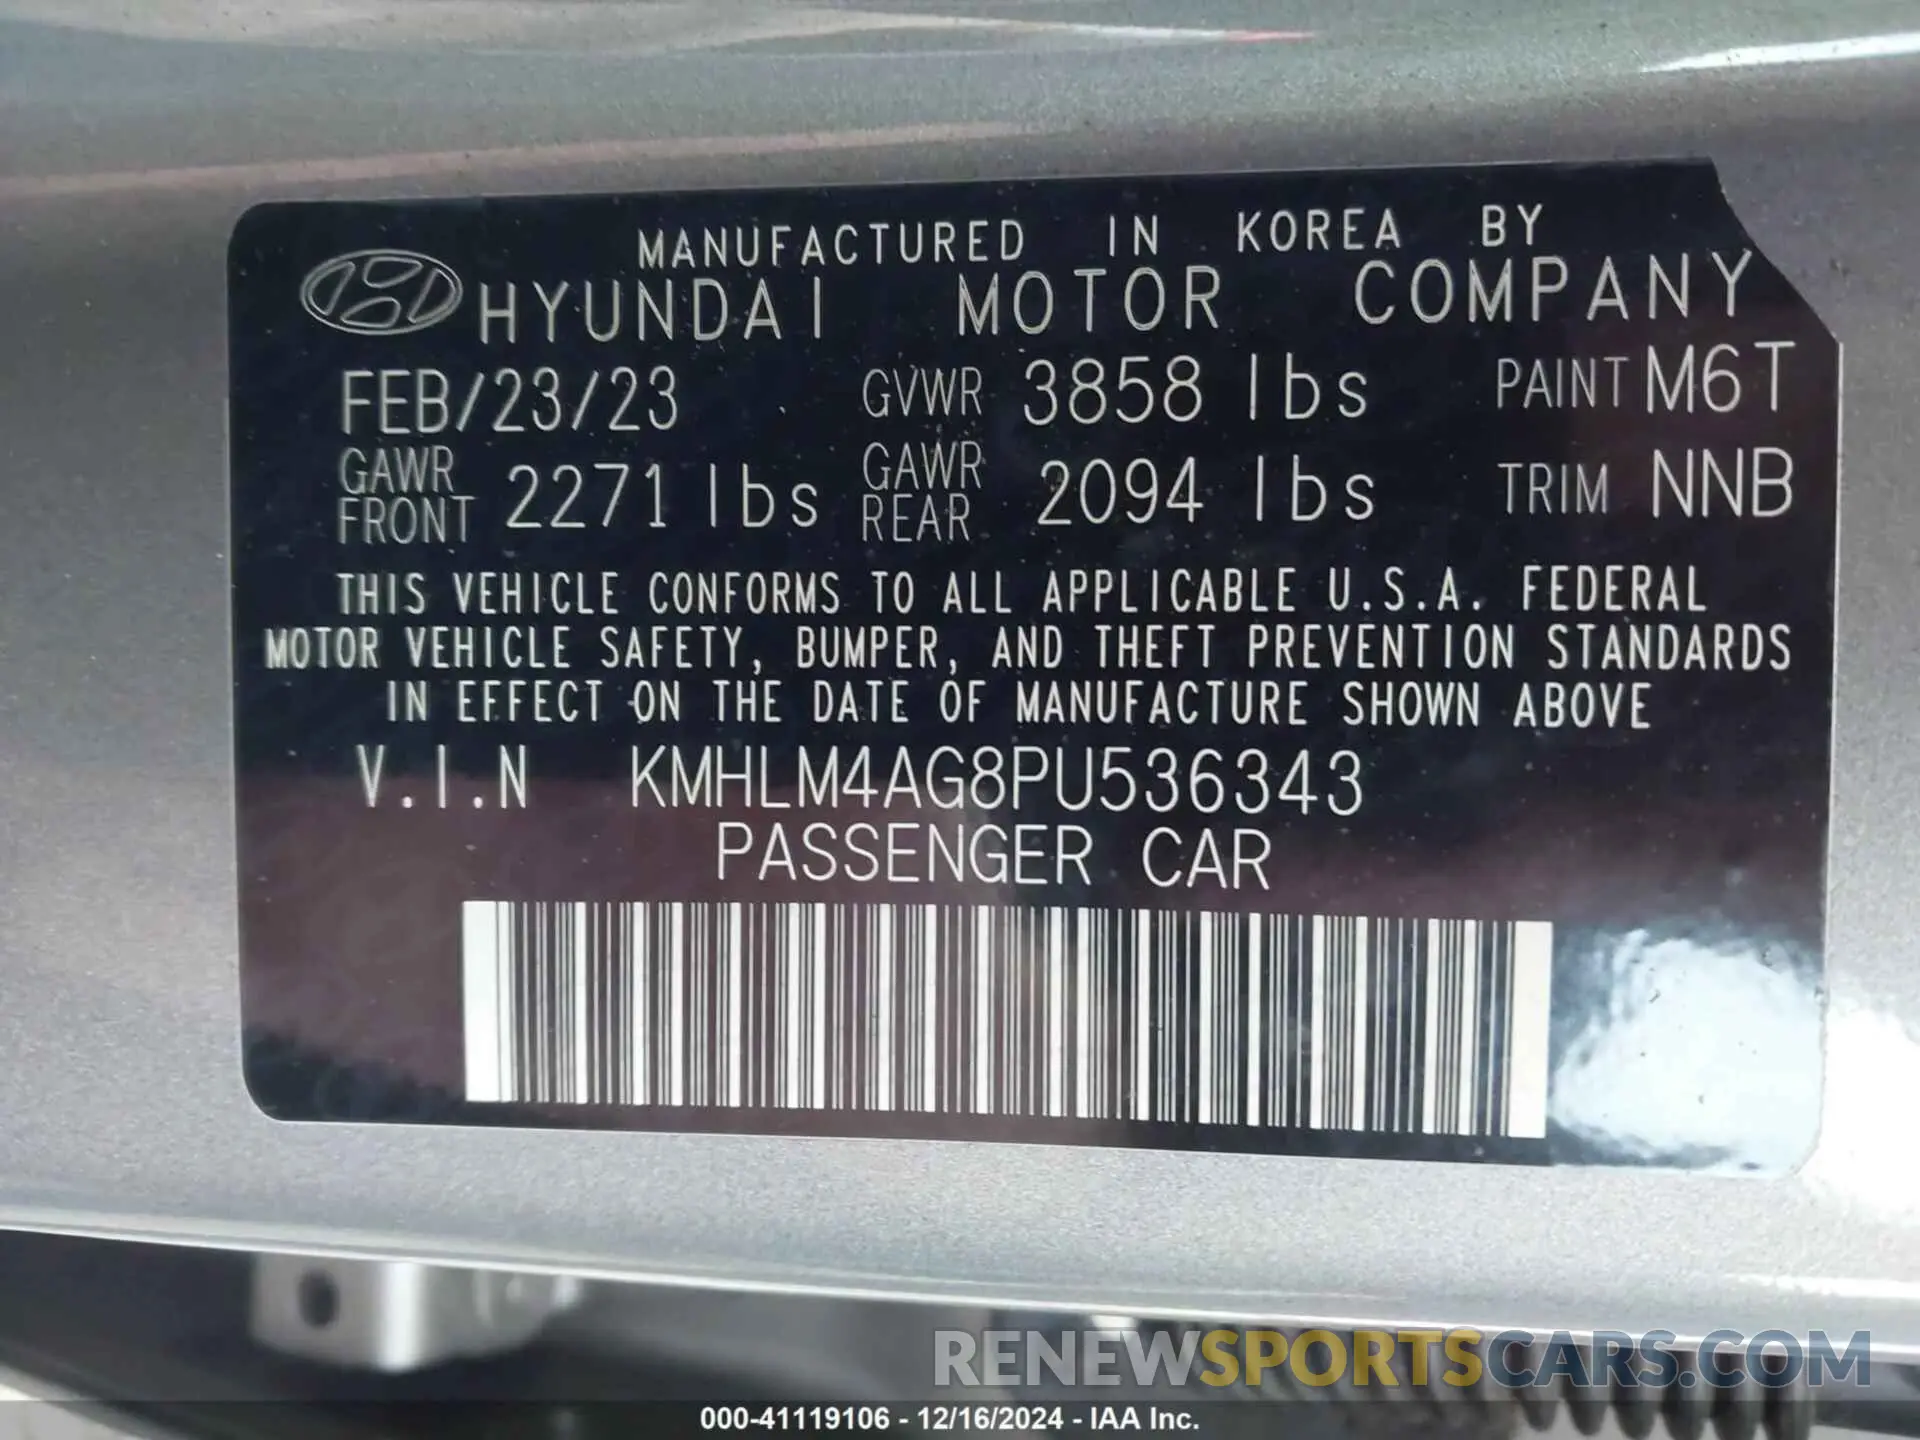 MANUFACTURED IN KOREA BY
HYUNDAI MOTOR COMPANY
FEB/23/23 GVWR 3858 lbs PAINT M6T
GAWR FRONT 2271 lbs GAWR REAR 2094 lbs TRIM NNB
THIS VEHICLE CONFORMS TO ALL APPLICABLE U.S.A. FEDERAL
MOTOR VEHICLE SAFETY, BUMPER, AND THEFT PREVENTION STANDARDS
IN EFFECT ON THE DATE OF MANUFACTURE SHOWN ABOVE
V.I.N KMHLM4AG8PU536343
PASSENGER CAR
RENEWSPORTSCARS.COM
000-41119106 - 12/16/2024 - IAA Inc.